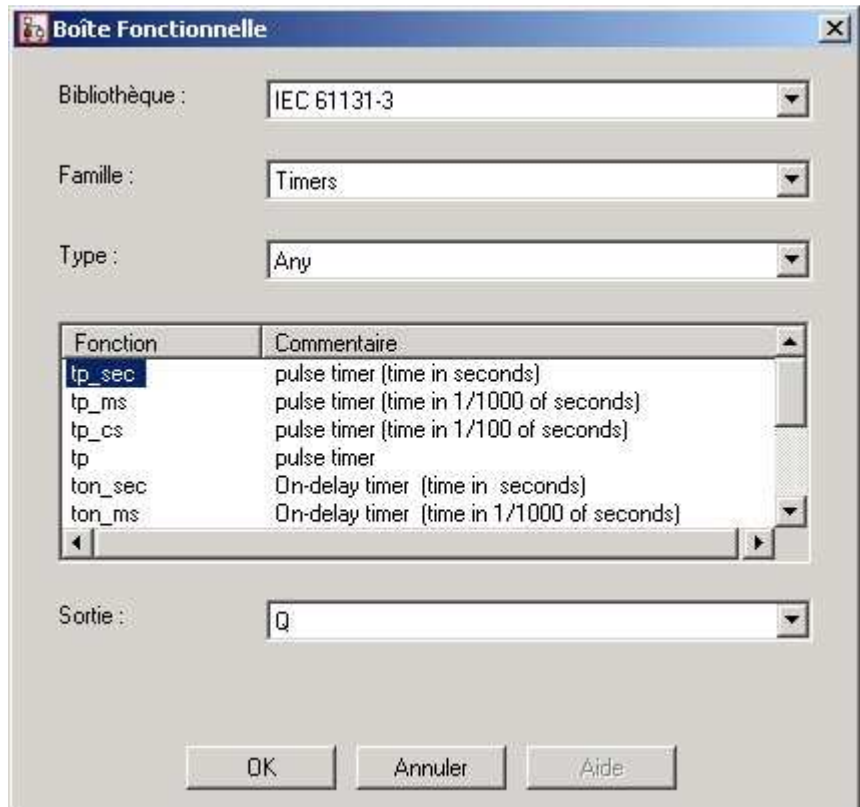 Boîte Fonctionnelle
Bibliothèque : IEC 61131-3
Famille : Timers
Type : Any
Fonction Commentaire
tp_sec pulse timer (time in seconds)
tp_ms pulse timer (time in 1/1000 of seconds)
tp_cs pulse timer (time in 1/100 of seconds)
tp pulse timer
ton_sec On-delay timer (time in seconds)
ton_ms On-delay timer (time in 1/1000 of seconds)
Sortie : Q
OK Annuler Aide